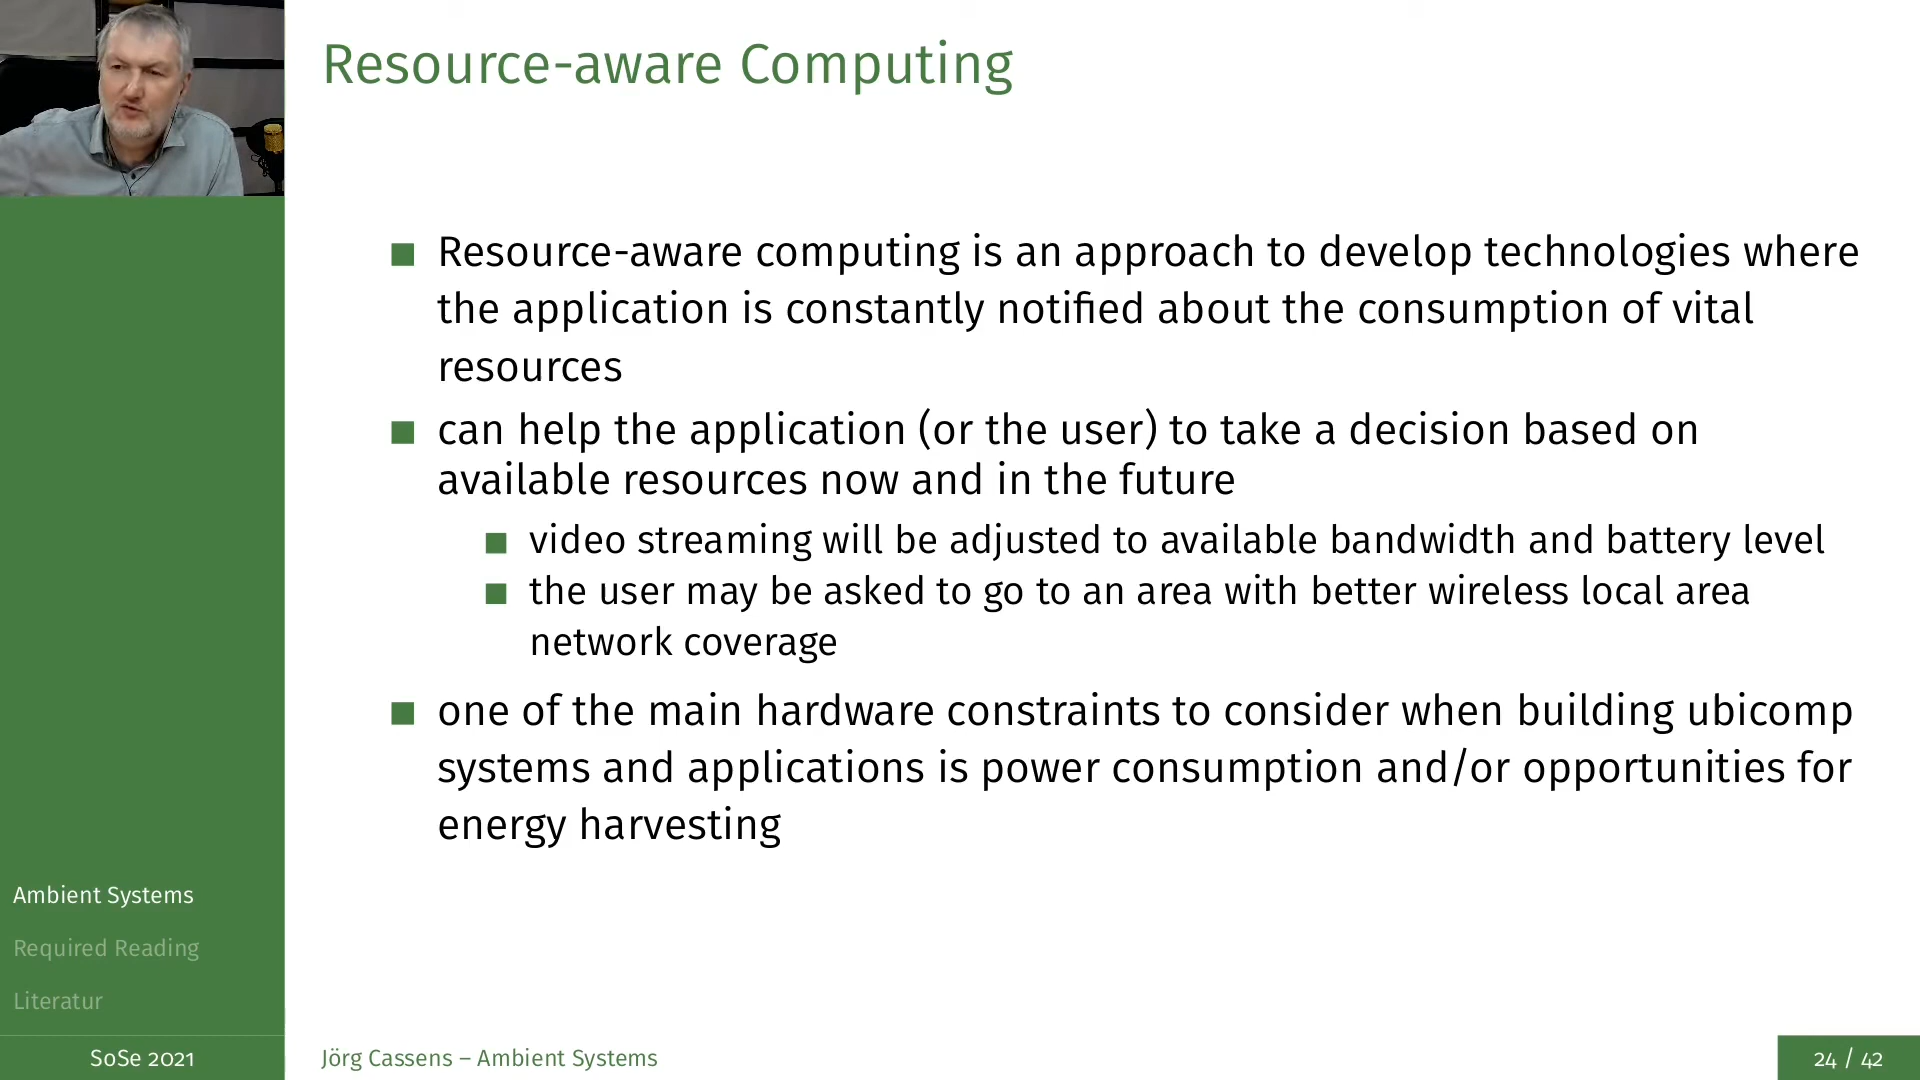 Resource-aware Computing
Resource-aware computing is an approach to develop technologies where
the application is constantly notified about the consumption of vital
resources
can help the application (or the user) to take a decision based on
available resources now and in the future
video streaming will be adjusted to available bandwidth and battery level
the user may be asked to go to an area with better wireless local area
network coverage
one of the main hardware constraints to consider when building ubicomp
systems and applications is power consumption and/or opportunities for
energy harvesting
Ambient Systems
Required Reading
Literatur
SoSe 2021
Jörg Cassens – Ambient Systems
24 / 42